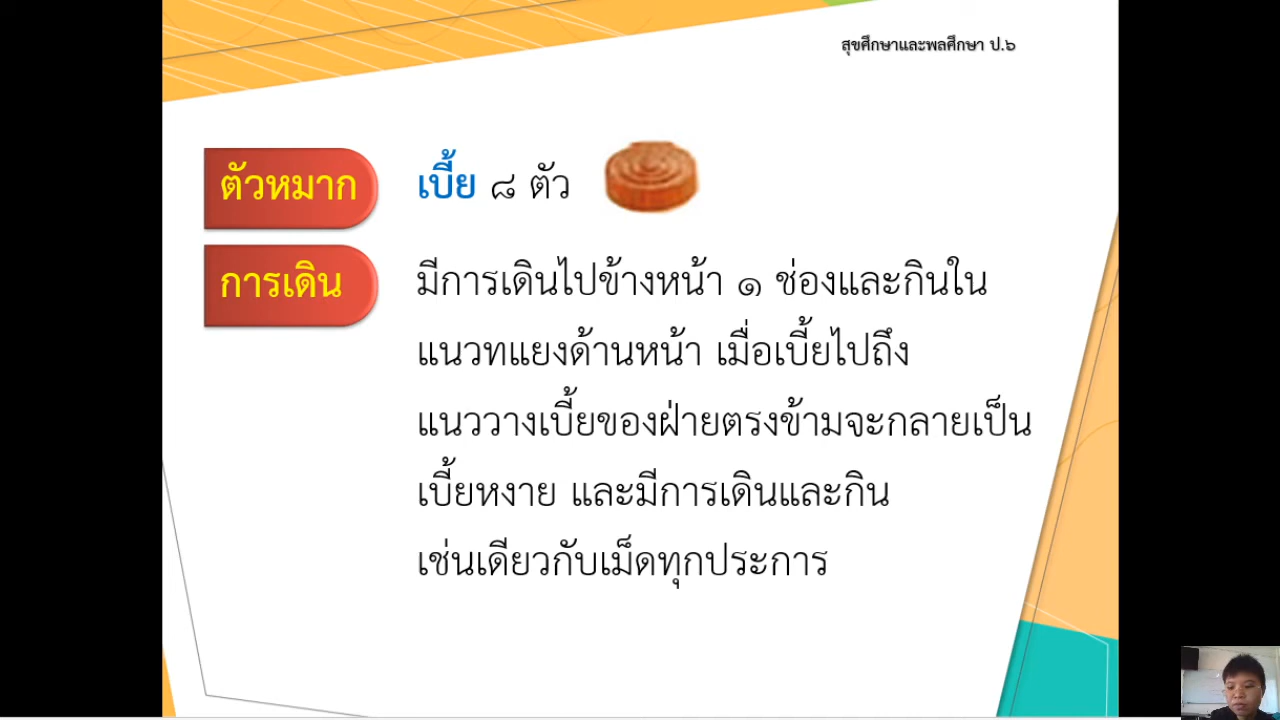 สุขศึกษาและพลศึกษา ป.๖
ตัวหมาก
เบี้ย ๘ ตัว
การเดิน
มีการเดินไปข้างหน้า ๑ ช่องและกินใน
แนวทแยงด้านหน้า เมื่อเบี้ยไปถึง
แนววางเบี้ยของฝ่ายตรงข้ามจะกลายเป็น
เบี้ยหงาย และมีการเดินและกิน
เช่นเดียวกับเม็ดทุกประการ